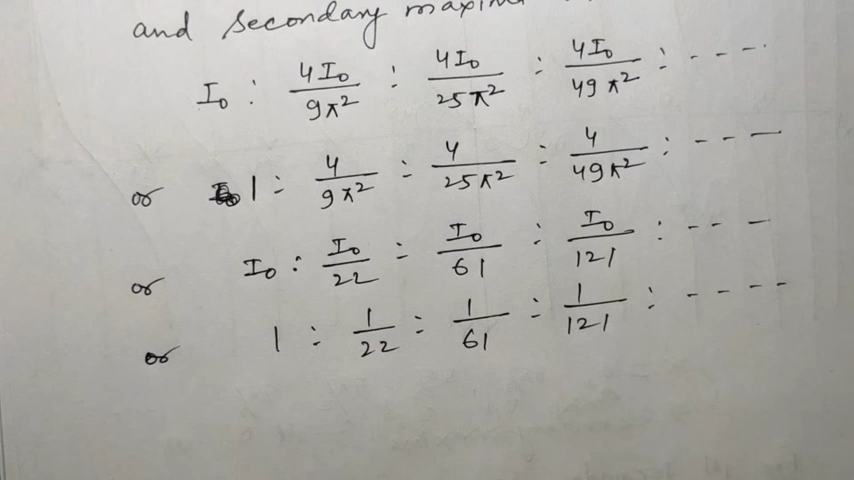 and secondary maxima
I₀ : 4I₀/9π² : 4I₀/25π² : 4I₀/49π² : ----
or 1 : 4/9π² : 4/25π² : 4/49π² : ---
or I₀ : I₀/22 : I₀/61 : I₀/121 : ---
or 1 : 1/22 : 1/61 : 1/121 : ----